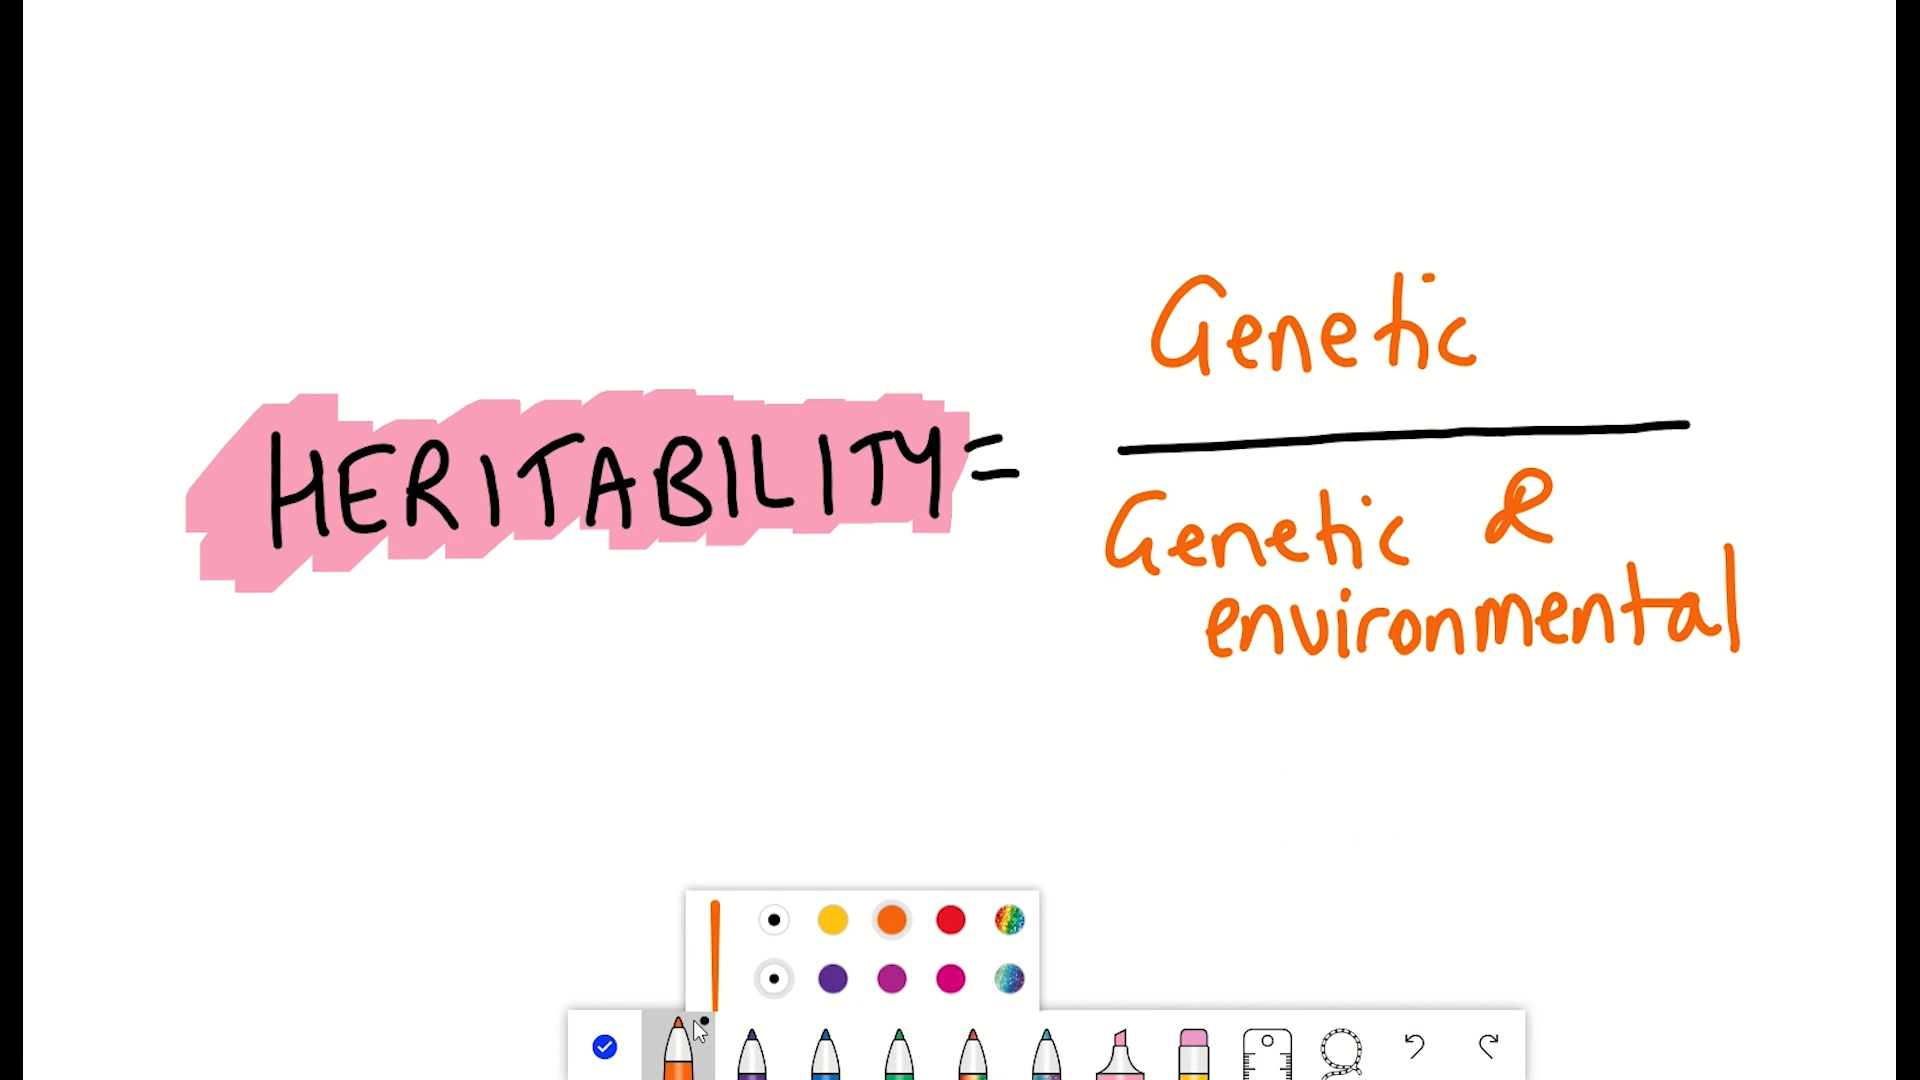 HERITABILITY =
Genetic
Genetic &
environmental